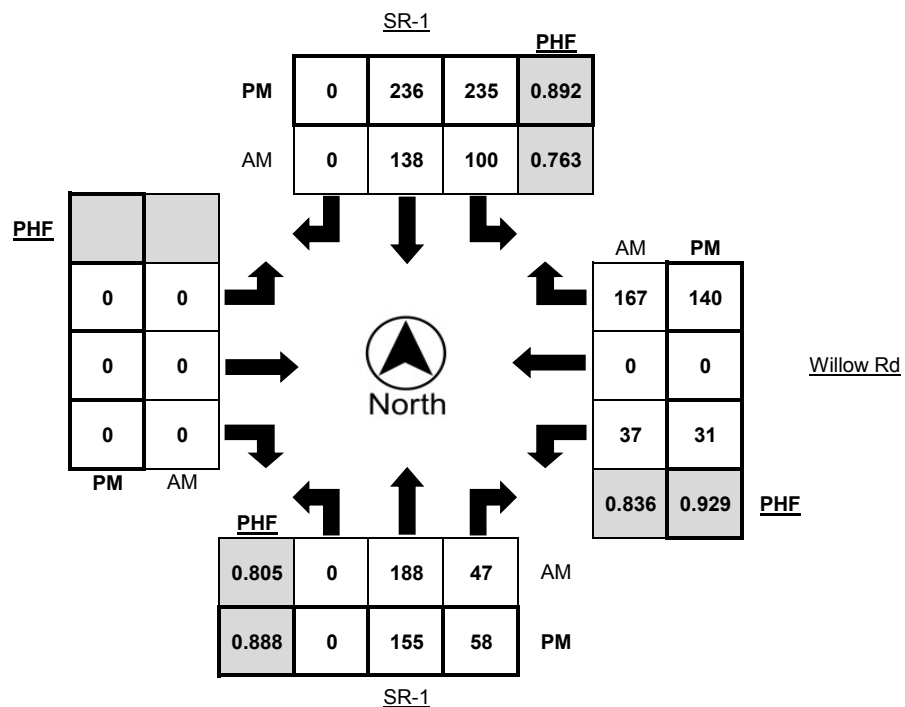 SR-1
PHF
PM 0 236 235 0.892
AM 0 138 100 0.763
PHF
AM PM
0 0
167 140
0 0
0 0
Willow Rd
North
0 0
37 31
PM AM
0.836 0.929 PHF
PHF
0.805 0 188 47 AM
0.888 0 155 58 PM
SR-1